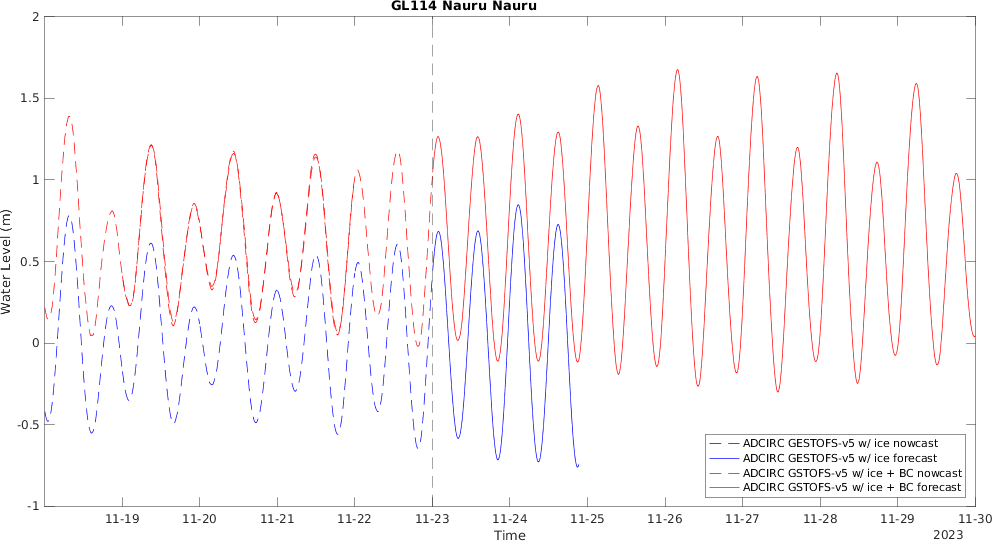 GL114 Nauru Nauru
2
1.5
1
0.5
0
-0.5
-1
Water Level (m)
ADCIRC GESTOFS-v5 w/ ice nowcast
ADCIRC GESTOFS-v5 w/ ice forecast
ADCIRC GSTOFS-v5 w/ ice + BC nowcast
ADCIRC GSTOFS-v5 w/ ice + BC forecast
11-19 11-20 11-21 11-22 11-23 11-24 11-25 11-26 11-27 11-28 11-29 11-30
Time
2023